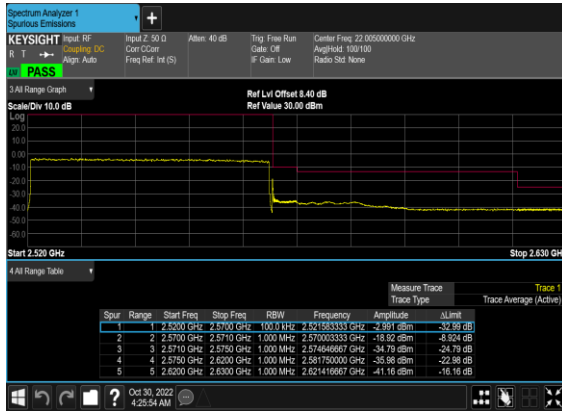 Spectrum Analyzer 1
Spurious Emissions
KEYSIGHT Input: RF Input Z: 50 Ω Atten: 40 dB Trig: Free Run Center Freq: 22.005000000 GHz
R T Coupling: DC Corr CCorr Gate: Off Avg|Hold: 100/100
Align: Auto Freq Ref: Int (S) IF Gain: Low Radio Std: None
PASS
3 All Range Graph
Ref Lvl Offset 8.40 dB
Scale/Div 10.0 dB Ref Value 30.00 dBm
Log
20.0
10.0
0.00
-10.0
-20.0
-30.0
-40.0
-50.0
-60.0
Start 2.520 GHz Stop 2.630 GH
4 All Range Table
Measure Trace Trace 1
Trace Type Trace Average (Active)
Spur Range Start Freq Stop Freq RBW Frequency Amplitude ΔLimit
1 1 2.5200 GHz 2.5700 GHz 100.0 kHz 2.521583333 GHz -2.991 dBm -32.99 dB
2 2 2.5700 GHz 2.5710 GHz 1.000 MHz 2.570003333 GHz -18.92 dBm -8.924 dB
3 3 2.5710 GHz 2.5750 GHz 1.000 MHz 2.574646667 GHz -34.79 dBm -24.79 dB
4 4 2.5750 GHz 2.6200 GHz 1.000 MHz 2.581750000 GHz -35.98 dBm -22.98 dB
5 5 2.6200 GHz 2.6300 GHz 1.000 MHz 2.621416667 GHz -41.16 dBm -16.16 dB
Oct 30, 2022
4:25:54 AM